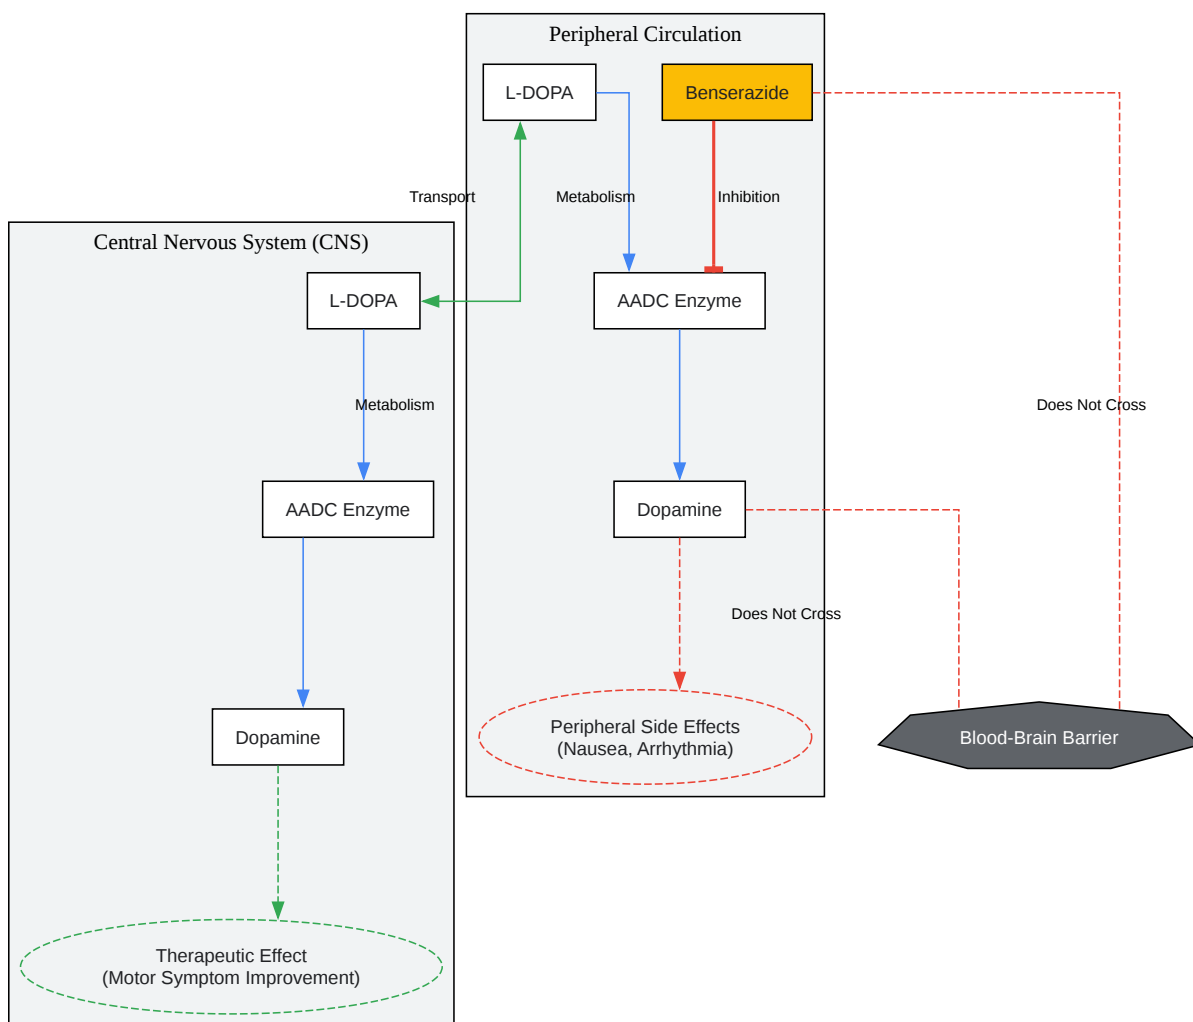 Peripheral Circulation
L-DOPA
Benserazide
Transport
Metabolism
Inhibition
Central Nervous System (CNS)
L-DOPA
AADC Enzyme
Metabolism
Does Not Cross
AADC Enzyme
Dopamine
Does Not Cross
Dopamine
Peripheral Side Effects
(Nausea, Arrhythmia)
Blood-Brain Barrier
Therapeutic Effect
(Motor Symptom Improvement)